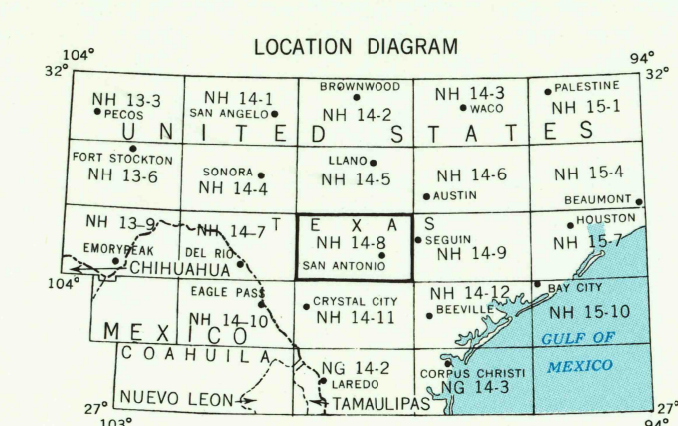 LOCATION DIAGRAM
104°
94°
32°
32°
NH 13-3
PECOS
NH 14-1
SAN ANGELO
BROWNWOOD
NH 14-2
NH 14-3
WACO
PALESTINE
NH 15-1
UNITED STATES
FORT STOCKTON
NH 13-6
SONORA
NH 14-4
LLANO
NH 14-5
NH 14-6
AUSTIN
NH 15-4
BEAUMONT
TEXAS
NH 13-9
EMORY PEAK
NH 14-7
DEL RIO
NH 14-8
SAN ANTONIO
SEGUIN
NH 14-9
HOUSTON
NH 15-7
CHIHUAHUA
104°
EAGLE PASS
NH 14-10
CRYSTAL CITY
NH 14-11
NH 14-12
BEEVILLE
BAY CITY
NH 15-10
MEXICO
COAHUILA
GULF OF
MEXICO
NG 14-2
LAREDO
CORPUS CHRISTI
NG 14-3
NUEVO LEON
TAMAULIPAS
27°
27°
103°
94°